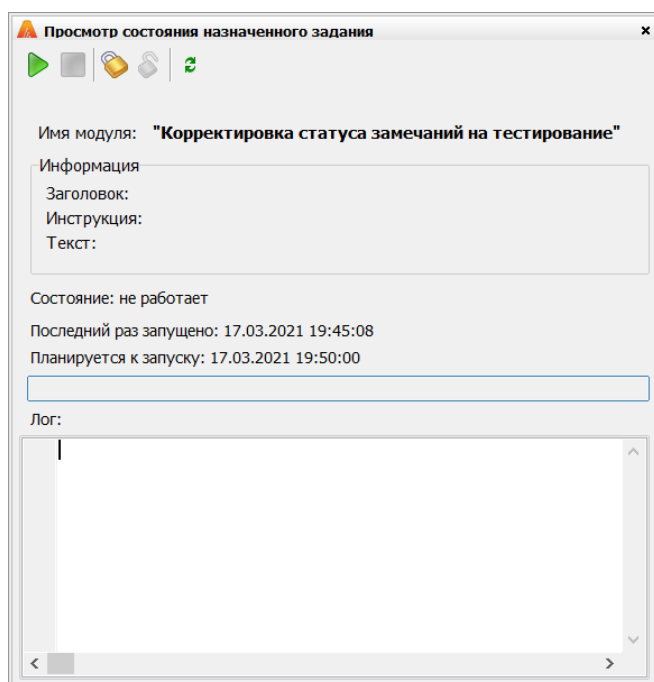 Просмотр состояния назначенного задания
Имя модуля: "Корректировка статуса замечаний на тестирование"
Информация
Заголовок:
Инструкция:
Текст:
Состояние: не работает
Последний раз запущено: 17.03.2021 19:45:08
Планируется к запуску: 17.03.2021 19:50:00
Лог: